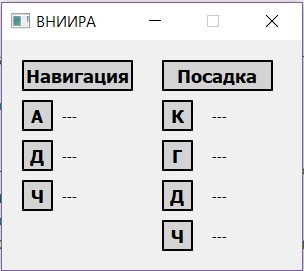 ВНИИРА
Навигация Посадка
А --- К ---
Д --- Г ---
Ч --- Д ---
Ч ---